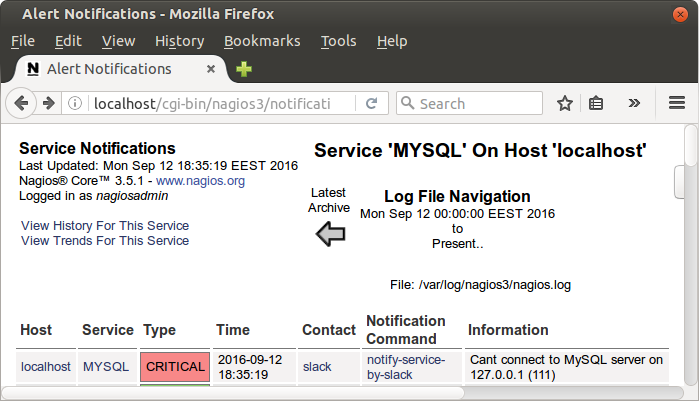 Alert Notifications - Mozilla Firefox
File Edit View History Bookmarks Tools Help
N Alert Notifications
localhost/cgi-bin/nagios3/notificati Search
Service Notifications
Last Updated: Mon Sep 12 18:35:19 EEST 2016
Nagios® Core™ 3.5.1 - www.nagios.org
Logged in as nagiosadmin
View History For This Service
View Trends For This Service
Service 'MYSQL' On Host 'localhost'
Latest
Archive
Log File Navigation
Mon Sep 12 00:00:00 EEST 2016
to
Present..
File: /var/log/nagios3/nagios.log
Host Service Type Time Contact Notification Command Information
localhost MYSQL CRITICAL 2016-09-12 18:35:19 slack notify-service-by-slack Cant connect to MySQL server on 127.0.0.1 (111)